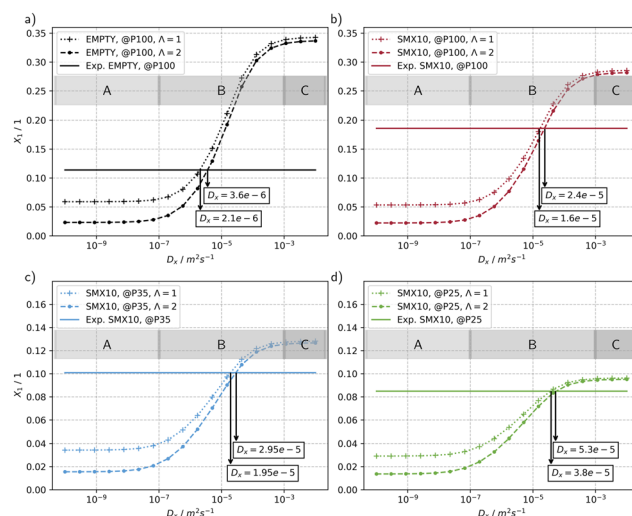 a)
EMPTY, @P100, Λ = 1
EMPTY, @P100, Λ = 2
Exp. EMPTY, @P100
A
B
C
X₁ / 1
0.35
0.30
0.25
0.20
0.15
0.10
0.05
0.00
Dₓ = 3.6e − 6
Dₓ = 2.1e − 6
10⁻⁹
10⁻⁷
10⁻⁵
10⁻³
Dₓ / m²s⁻¹
b)
SMX10, @P100, Λ = 1
SMX10, @P100, Λ = 2
Exp. SMX10, @P100
A
B
C
0.35
0.30
0.25
0.20
0.15
0.10
0.05
0.00
Dₓ = 2.4e − 5
Dₓ = 1.6e − 5
10⁻⁹
10⁻⁷
10⁻⁵
10⁻³
Dₓ / m²s⁻¹
c)
SMX10, @P35, Λ = 1
SMX10, @P35, Λ = 2
Exp. SMX10, @P35
A
B
C
X₁ / 1
0.16
0.14
0.12
0.10
0.08
0.06
0.04
0.02
0.00
Dₓ = 2.95e − 5
Dₓ = 1.95e − 5
10⁻⁹
10⁻⁷
10⁻⁵
10⁻³
Dₓ / m²s⁻¹
d)
SMX10, @P25, Λ = 1
SMX10, @P25, Λ = 2
Exp. SMX10, @P25
A
B
C
0.16
0.14
0.12
0.10
0.08
0.06
0.04
0.02
0.00
Dₓ = 5.3e − 5
Dₓ = 3.8e − 5
10⁻⁹
10⁻⁷
10⁻⁵
10⁻³
Dₓ / m²s⁻¹